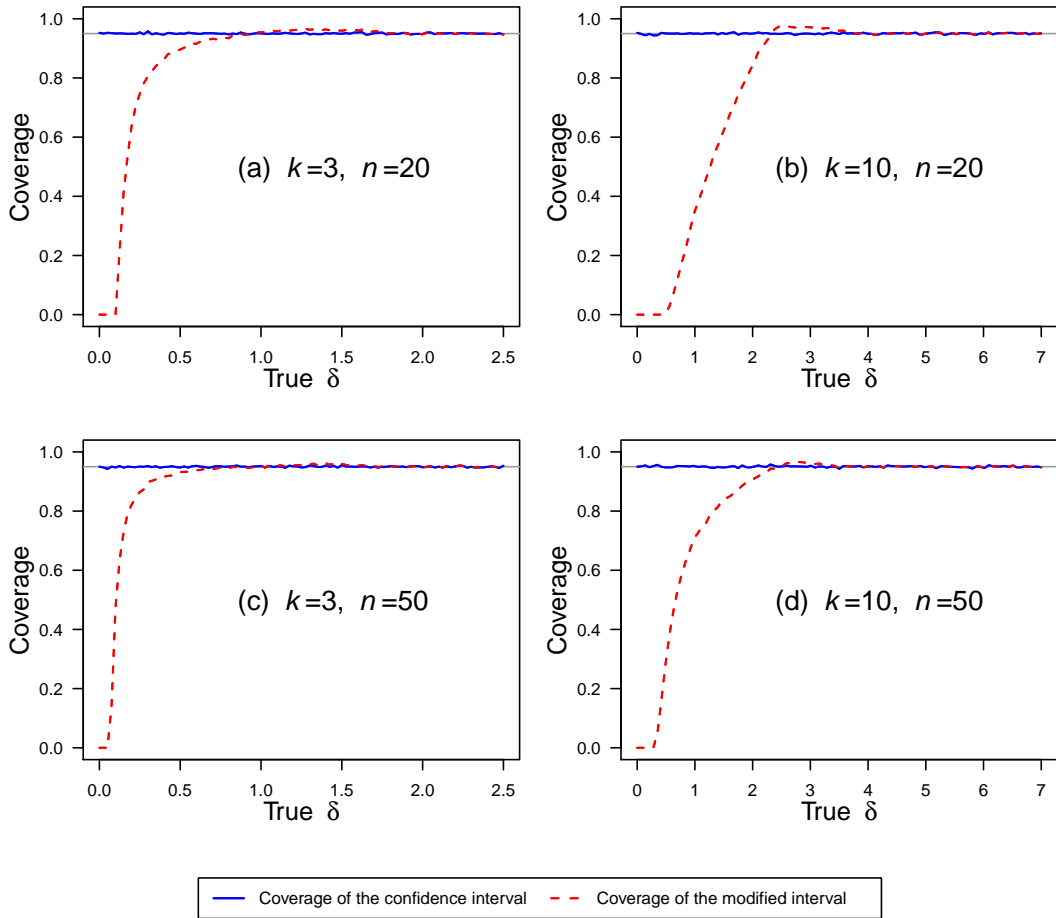 1.0
0.8
0.6
0.4
0.2
0.0
Coverage
(a) k=3, n=20
0.0 0.5 1.0 1.5 2.0 2.5
True δ
1.0
0.8
0.6
0.4
0.2
0.0
Coverage
(b) k=10, n=20
0 1 2 3 4 5 6 7
True δ
1.0
0.8
0.6
0.4
0.2
0.0
Coverage
(c) k=3, n=50
0.0 0.5 1.0 1.5 2.0 2.5
True δ
1.0
0.8
0.6
0.4
0.2
0.0
Coverage
(d) k=10, n=50
0 1 2 3 4 5 6 7
True δ
Coverage of the confidence interval Coverage of the modified interval